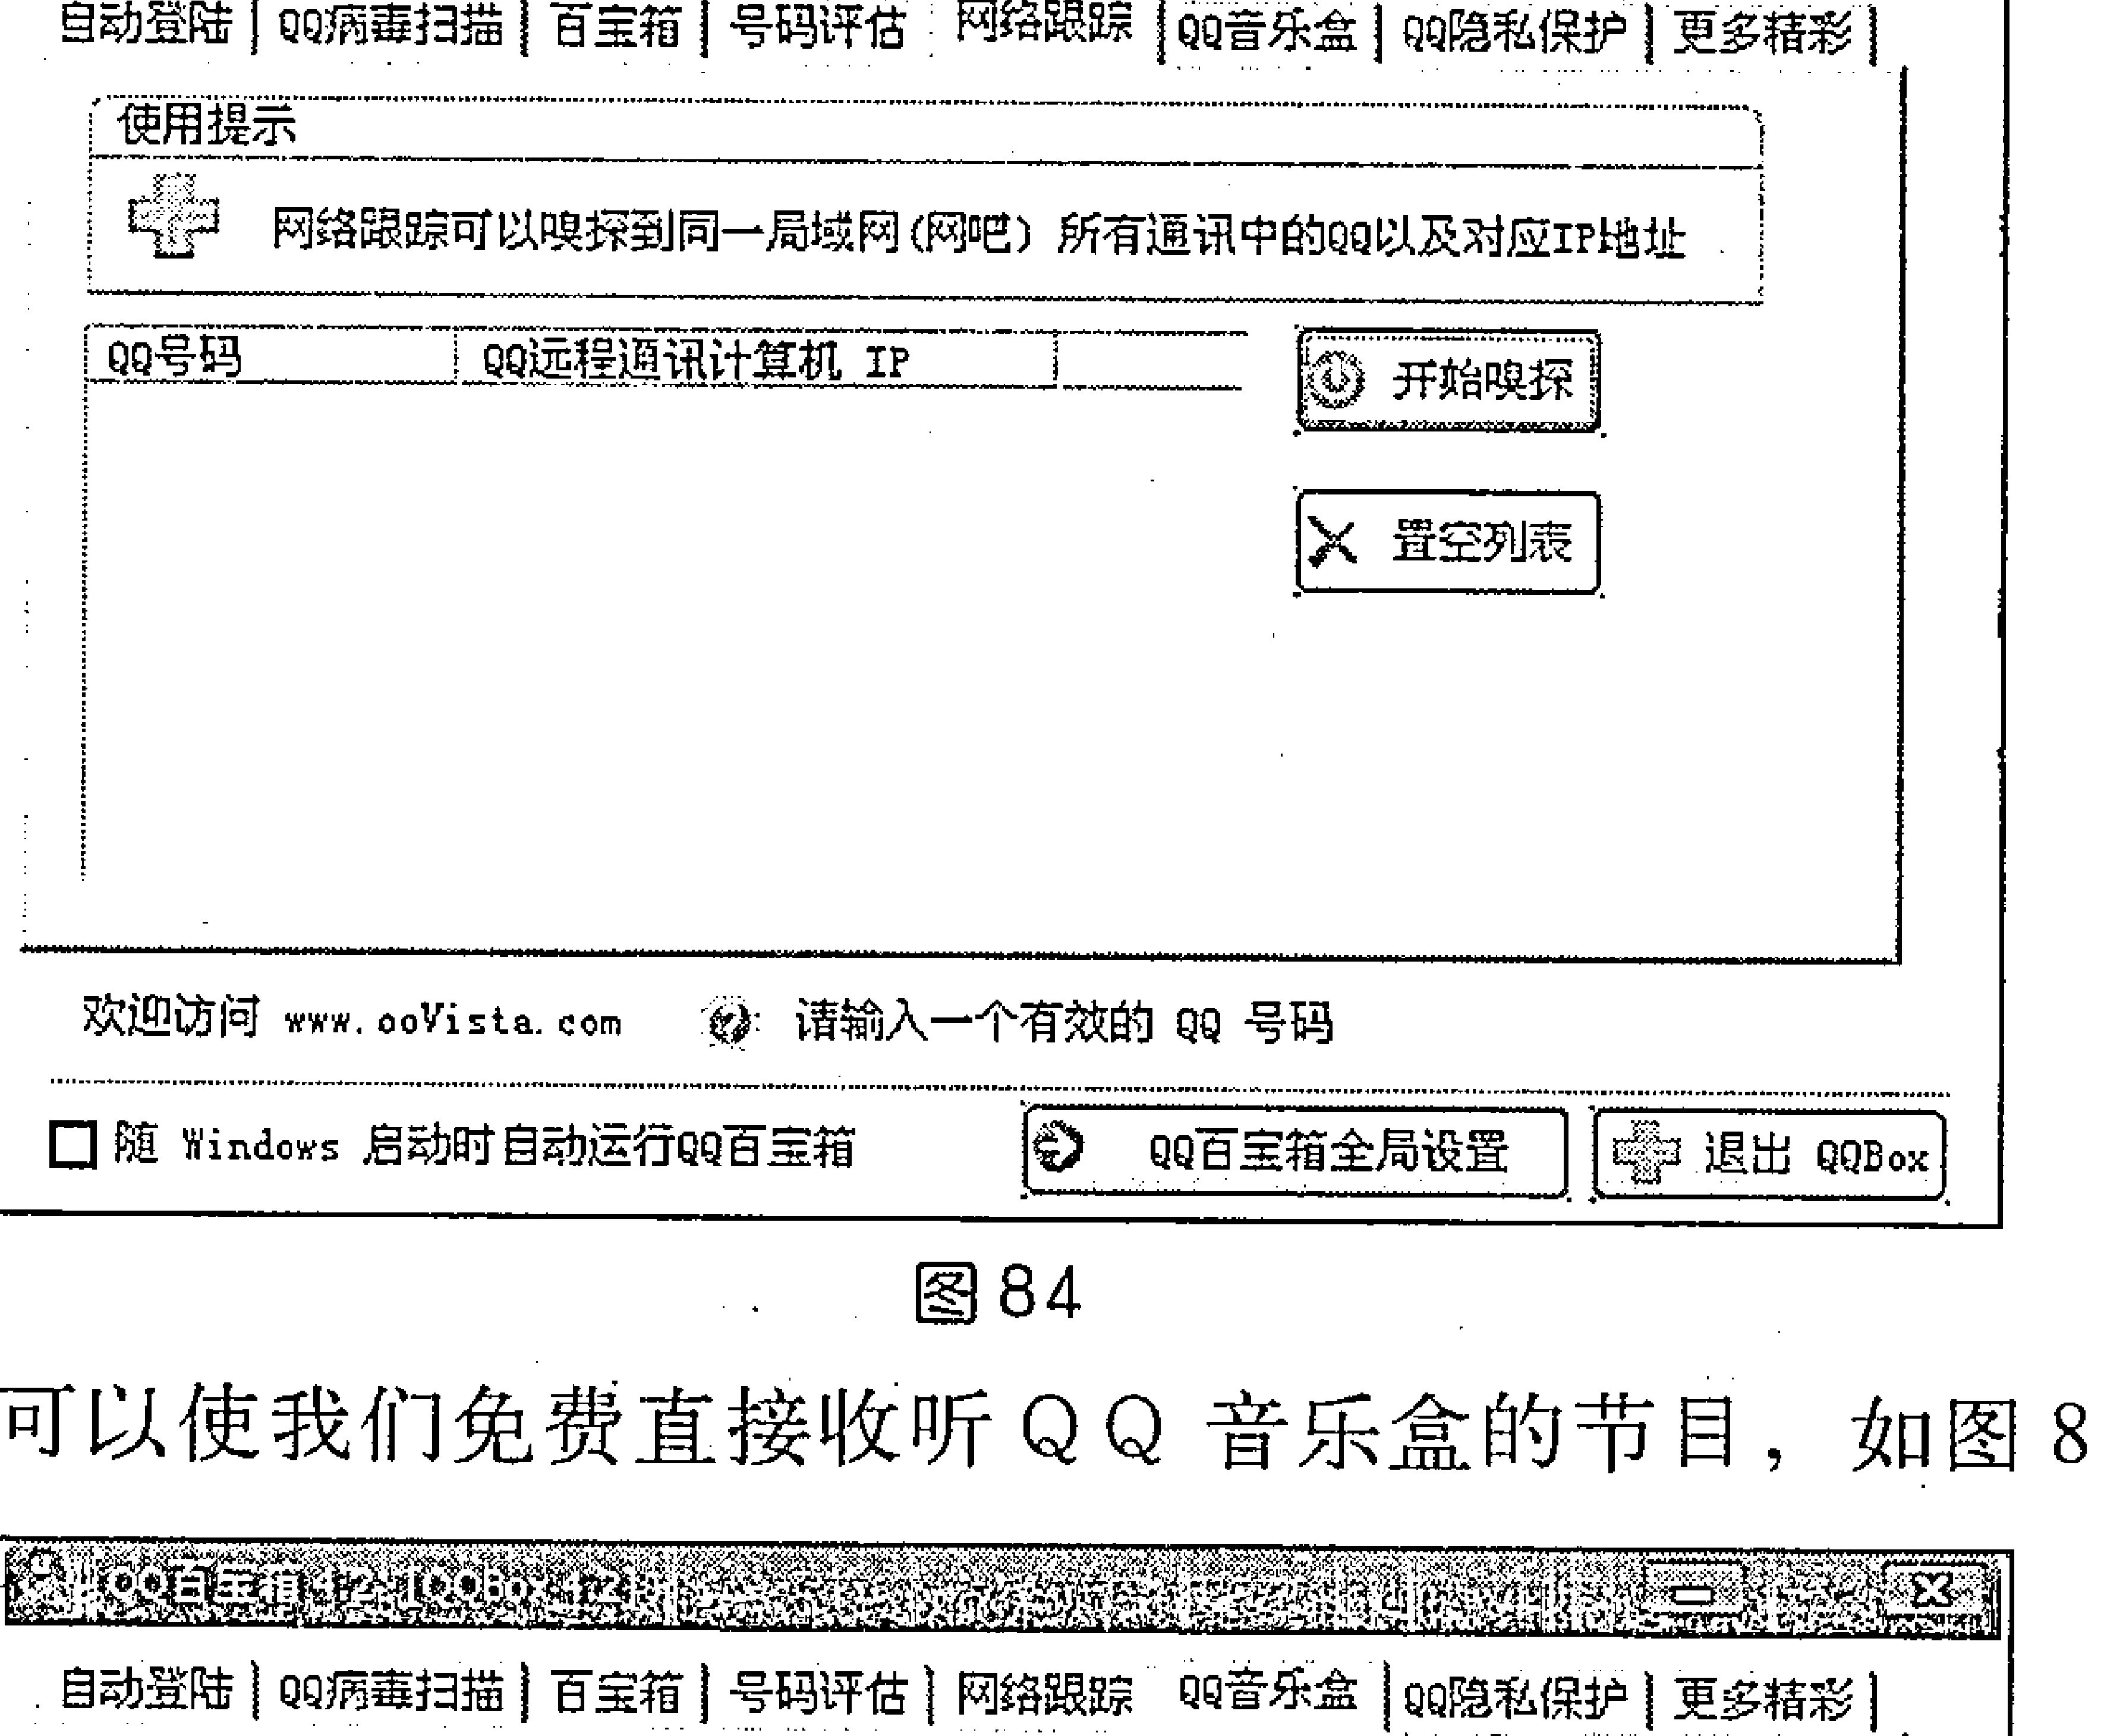 自动登陆 QQ病毒扫描 百宝箱 号码评估 网络跟踪 QQ音乐盒 QQ隐私保护 更多精彩
使用提示
网络跟踪可以嗅探到同一局域网(网吧) 所有通讯中的QQ以及对应IP地址
QQ号码 QQ远程通讯计算机 IP
开始嗅探
置空列表
欢迎访问 www.ooVista.com 请输入一个有效的 QQ 号码
随 Windows 启动时自动运行QQ百宝箱 QQ百宝箱全局设置 退出 QQBox
图84
可以使我们免费直接收听QQ音乐盒的节目，如图8
QQ百宝箱
自动登陆 QQ病毒扫描 百宝箱 号码评估 网络跟踪 QQ音乐盒 QQ隐私保护 更多精彩